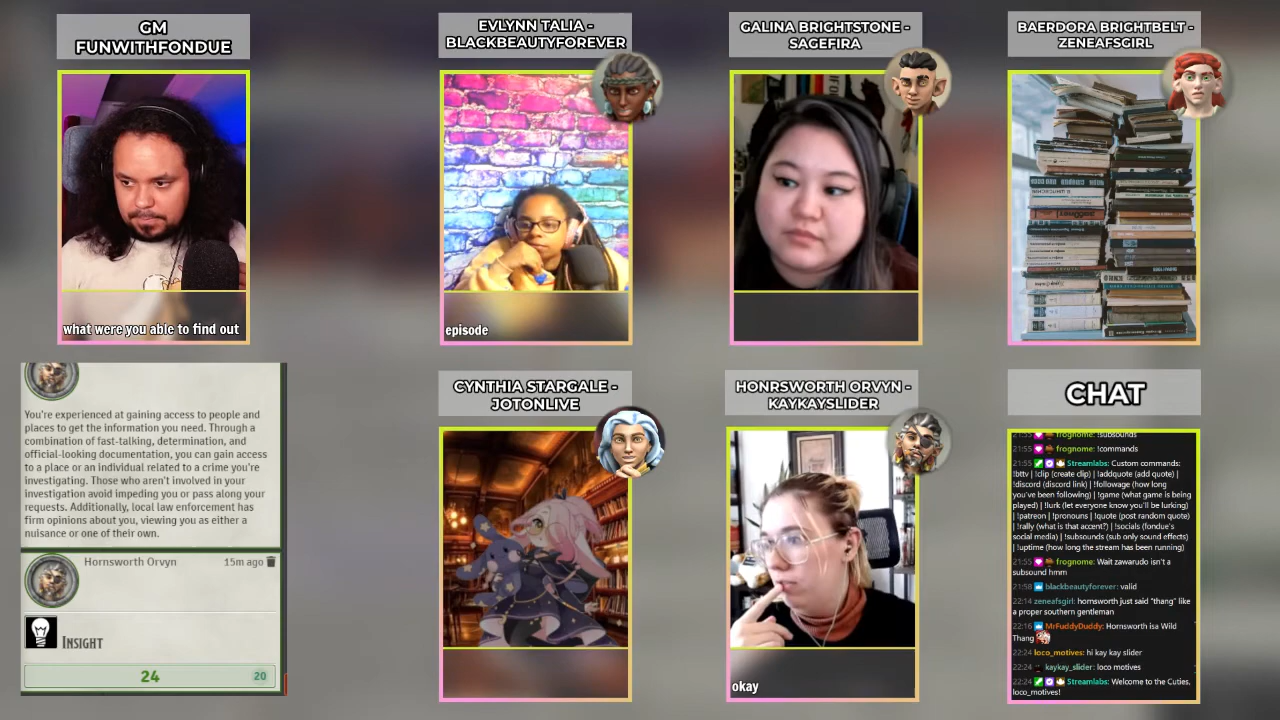 GM
FUNWITHFONDUE
EVLYNN TALIA -
BLACKBEAUTYFOREVER
GALINA BRIGHTSTONE -
SAGEFIRA
BAERDORA BRIGHTBELT -
ZENEAFSGIRL
what were you able to find out
episode
You're experienced at gaining access to people and
places to get the information you need. Through a
combination of fast-talking, determination, and
official-looking documentation, you can gain access
to a place or an individual related to a crime you're
investigating. Those who aren't involved in your
investigation avoid impeding you or pass along your
requests. Additionally, local law enforcement has
firm opinions about you, viewing you as either a
nuisance or one of their own.
Hornsworth Orvyn 15m ago
INSIGHT
24 20
CYNTHIA STARGALE -
JOTONLIVE
HONRSWORTH ORVYN -
KAYKAYSLIDER
okay
CHAT
21:55 frognome: !subsounds
21:55 frognome: !commands
21:55 Streamlabs: Custom commands:
!bttv | !clip (create clip) | !addquote (add quote) |
!discord (discord link) | !followage (how long
you've been following) | !game (what game is being
played) | !lurk (let everyone know you'll be lurking)
| !patreon | !pronouns | !quote (post random quote)
| !rally (what is that accent?) | !socials (fondue's
social media) | !subsounds (sub only sound effects)
| !uptime (how long the stream has been running)
21:55 frognome: Wait zawarudo isn't a
subsound hmm
21:58 blackbeautyforever: valid
22:14 zeneafsgirl: hornsworth just said "thang" like
a proper southern gentleman
22:16 MrFuddyDuddy: Hornsworth isa Wild
Thang
22:24 loco_motives: hi kay kay slider
22:24 kaykay_slider: loco motives
22:24 Streamlabs: Welcome to the Cuties,
loco_motives!